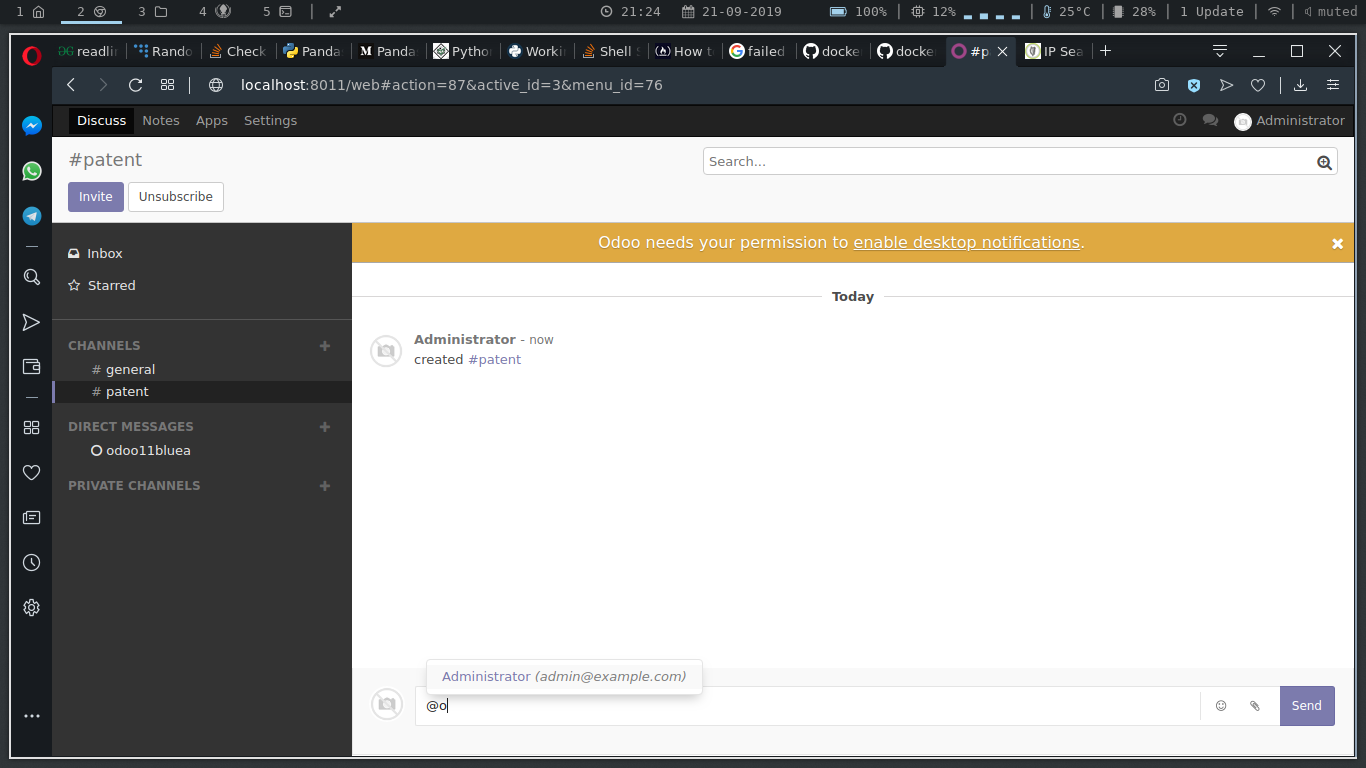 1 2 3 4 5 21:24 21-09-2019 100% 12% 25°C 28% 1 Update muted
readlin Rando Check Panda Panda Pytho Worki Shell S How t failed docke docke #p IP Sea
localhost:8011/web#action=87&active_id=3&menu_id=76
Discuss Notes Apps Settings Administrator
#patent
Search...
Invite Unsubscribe
Odoo needs your permission to enable desktop notifications.
Inbox
Starred
CHANNELS
# general
# patent
DIRECT MESSAGES
odoo11bluea
PRIVATE CHANNELS
Today
Administrator - now
created #patent
Administrator (admin@example.com)
@o
Send